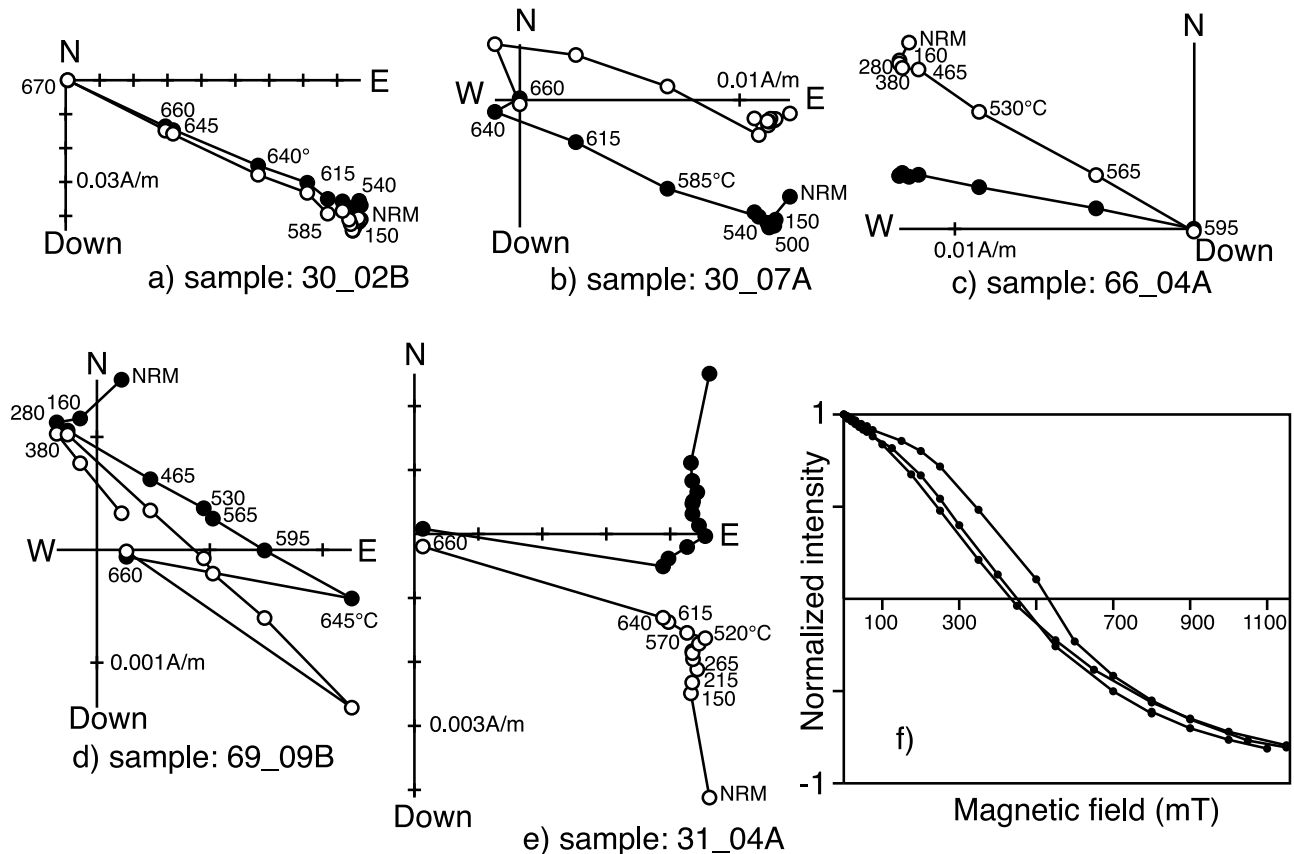 N
E
670
660
645
640°
615
540
0.03A/m
NRM
585
150
Down
a) sample: 30_02B
N
0.01A/m
W
660
E
640
615
585°C
NRM
540
150
500
b) sample: 30_07A
NRM
N
160
280
465
380
530°C
565
W
0.01A/m
595
Down
c) sample: 66_04A
N
NRM
160
280
380
465
530
565
W
595
E
660
645°C
0.001A/m
Down
d) sample: 69_09B
N
E
660
615
640
520°C
570
265
215
150
0.003A/m
NRM
Down
e) sample: 31_04A
1
Normalized intensity
100
300
500
700
900
1100
f)
-1
Magnetic field (mT)